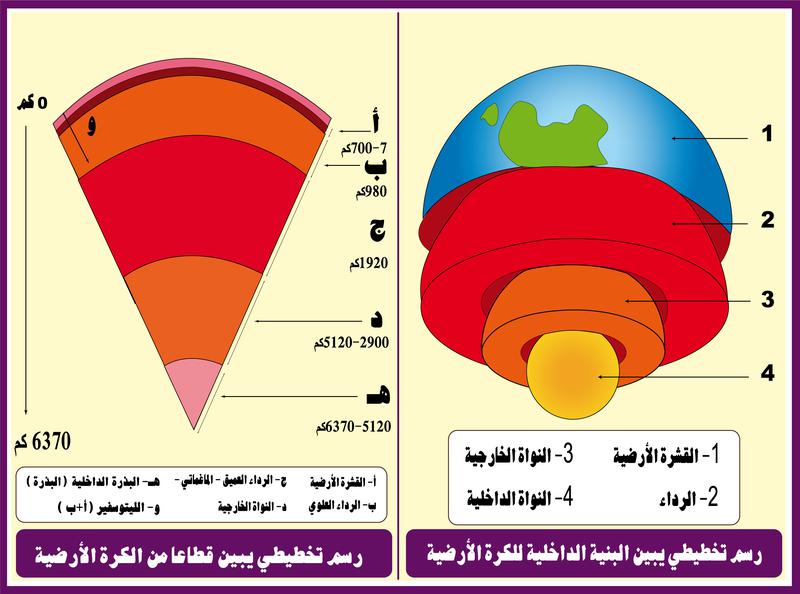 1
2
3
4
1- القشرة الأرضية
3- النواة الخارجية
2- الرداء
4- النواة الداخلية
رسم تخطيطي يبين البنية الداخلية للكرة الأرضية
0 كم
و
أ
7-700كم
ب
980كم
ج
1920كم
د
2900-5120كم
هـ
5120-6370كم
6370 كم
أ- القشرة الأرضية
ج- الرداء العميق - الماغماتي -
هـ- البذرة الداخلية ( البذرة )
ب- الرداء العلوي
د- النواة الخارجية
و- الليتوسفير ( أ+ب )
رسم تخطيطي يبين قطاعا من الكرة الأرضية